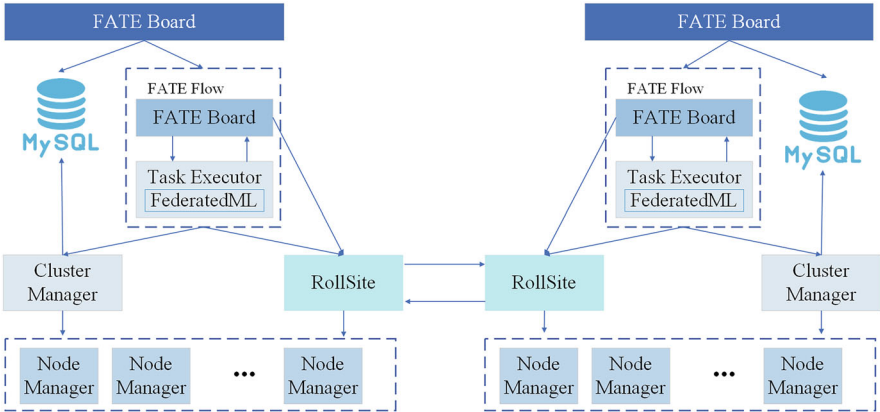 FATE Board
FATE Board
MySQL
FATE Flow
FATE Board
Task Executor
FederatedML
FATE Flow
FATE Board
Task Executor
FederatedML
MySQL
Cluster
Manager
RollSite
RollSite
Cluster
Manager
Node
Manager
Node
Manager
...
Node
Manager
Node
Manager
Node
Manager
...
Node
Manager